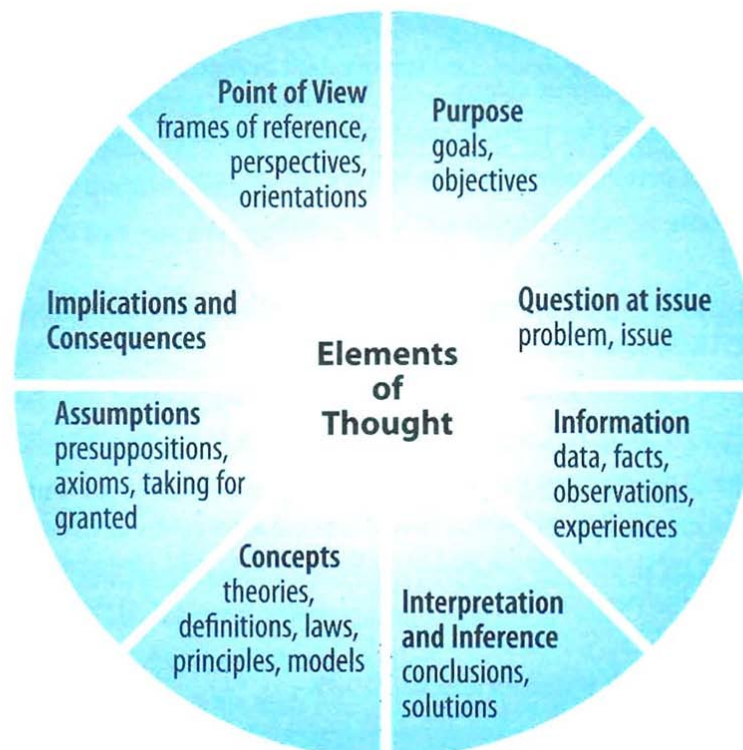 Point of View
frames of reference,
perspectives,
orientations
Purpose
goals,
objectives
Question at issue
problem, issue
Information
data, facts,
observations,
experiences
Interpretation
and Inference
conclusions,
solutions
Concepts
theories,
definitions, laws,
principles, models
Assumptions
presuppositions,
axioms, taking for
granted
Implications and
Consequences
Elements
of
Thought